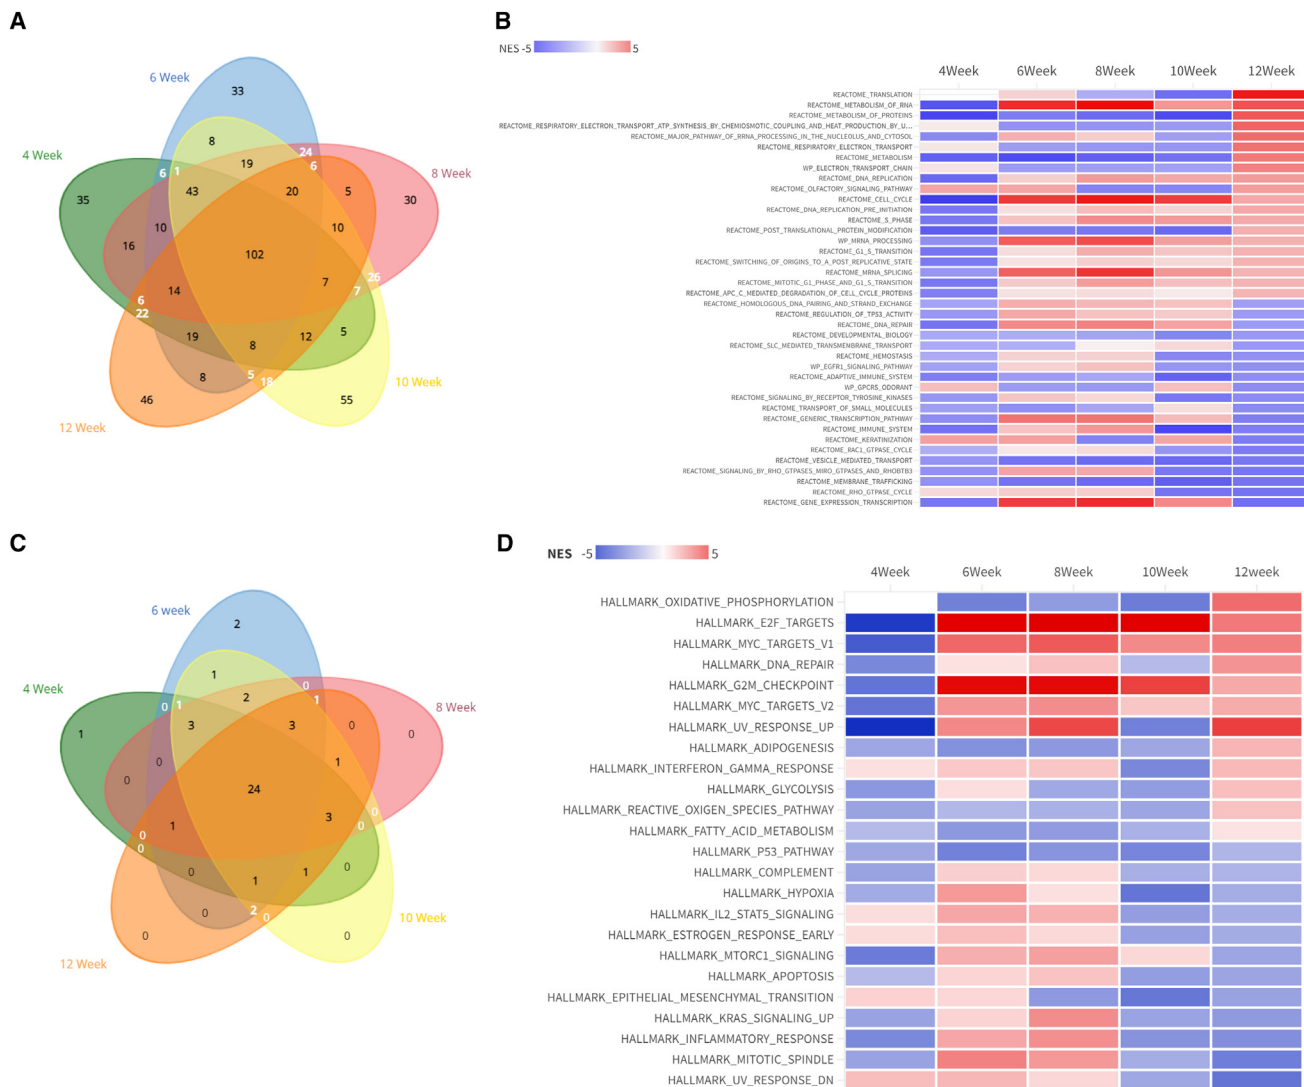 A
6 Week
33
8
4 Week
24
19
6
6
1
8 Week
35
43
20
5
30
10
10
16
102
26
7
7
14
6
22
5
19
12
8
8
5
18
10 Week
46
55
12 Week
B
NES -5 5
4Week 6Week 8Week 10Week 12Week
REACTOME_TRANSLATION
REACTOME_METABOLISM_OF_RNA
REACTOME_METABOLISM_OF_PROTEINS
REACTOME_RESPIRATORY_ELECTRON_TRANSPORT_ATP_SYNTHESIS_BY_CHEMIOSMOTIC_COUPLING_AND_HEAT_PRODUCTION_BY_U...
REACTOME_MAJOR_PATHWAY_OF_RRNA_PROCESSING_IN_THE_NUCLEOLUS_AND_CYTOSOL
REACTOME_RESPIRATORY_ELECTRON_TRANSPORT
REACTOME_METABOLISM
WP_ELECTRON_TRANSPORT_CHAIN
REACTOME_DNA_REPLICATION
REACTOME_OLFACTORY_SIGNALING_PATHWAY
REACTOME_CELL_CYCLE
REACTOME_DNA_REPLICATION_PRE_INITIATION
REACTOME_S_PHASE
REACTOME_POST_TRANSLATIONAL_PROTEIN_MODIFICATION
WP_MRNA_PROCESSING
REACTOME_G1_S_TRANSITION
REACTOME_SWITCHING_OF_ORIGINS_TO_A_POST_REPLICATIVE_STATE
REACTOME_MRNA_SPLICING
REACTOME_MITOTIC_G1_PHASE_AND_G1_S_TRANSITION
REACTOME_APC_C_MEDIATED_DEGRADATION_OF_CELL_CYCLE_PROTEINS
REACTOME_HOMOLOGOUS_DNA_PAIRING_AND_STRAND_EXCHANGE
REACTOME_REGULATION_OF_TP53_ACTIVITY
REACTOME_DNA_REPAIR
REACTOME_DEVELOPMENTAL_BIOLOGY
REACTOME_SLC_MEDIATED_TRANSMEMBRANE_TRANSPORT
REACTOME_HEMOSTASIS
WP_EGFR1_SIGNALING_PATHWAY
REACTOME_ADAPTIVE_IMMUNE_SYSTEM
WP_GPCRS_ODORANT
REACTOME_SIGNALING_BY_RECEPTOR_TYROSINE_KINASES
REACTOME_TRANSPORT_OF_SMALL_MOLECULES
REACTOME_GENERIC_TRANSCRIPTION_PATHWAY
REACTOME_IMMUNE_SYSTEM
REACTOME_KERATINIZATION
REACTOME_RAC1_GTPASE_CYCLE
REACTOME_VESICLE_MEDIATED_TRANSPORT
REACTOME_SIGNALING_BY_RHO_GTPASES_MIRO_GTPASES_AND_RHOBTB3
REACTOME_MEMBRANE_TRAFFICKING
REACTOME_RHO_GTPASE_CYCLE
REACTOME_GENE_EXPRESSION_TRANSCRIPTION
C
6 week
2
1
4 Week
0
2
1
0
1
8 Week
1
3
3
0
0
0
1
0
24
0
3
0
1
0
0
0
0
1
1
0
2
0
10 Week
0
0
12 Week
D
NES -5 5
4Week 6Week 8Week 10Week 12week
HALLMARK_OXIDATIVE_PHOSPHORYLATION
HALLMARK_E2F_TARGETS
HALLMARK_MYC_TARGETS_V1
HALLMARK_DNA_REPAIR
HALLMARK_G2M_CHECKPOINT
HALLMARK_MYC_TARGETS_V2
HALLMARK_UV_RESPONSE_UP
HALLMARK_ADIPOGENESIS
HALLMARK_INTERFERON_GAMMA_RESPONSE
HALLMARK_GLYCOLYSIS
HALLMARK_REACTIVE_OXIGEN_SPECIES_PATHWAY
HALLMARK_FATTY_ACID_METABOLISM
HALLMARK_P53_PATHWAY
HALLMARK_COMPLEMENT
HALLMARK_HYPOXIA
HALLMARK_IL2_STAT5_SIGNALING
HALLMARK_ESTROGEN_RESPONSE_EARLY
HALLMARK_MTORC1_SIGNALING
HALLMARK_APOPTOSIS
HALLMARK_EPITHELIAL_MESENCHYMAL_TRANSITION
HALLMARK_KRAS_SIGNALING_UP
HALLMARK_INFLAMMATORY_RESPONSE
HALLMARK_MITOTIC_SPINDLE
HALLMARK_UV_RESPONSE_DN